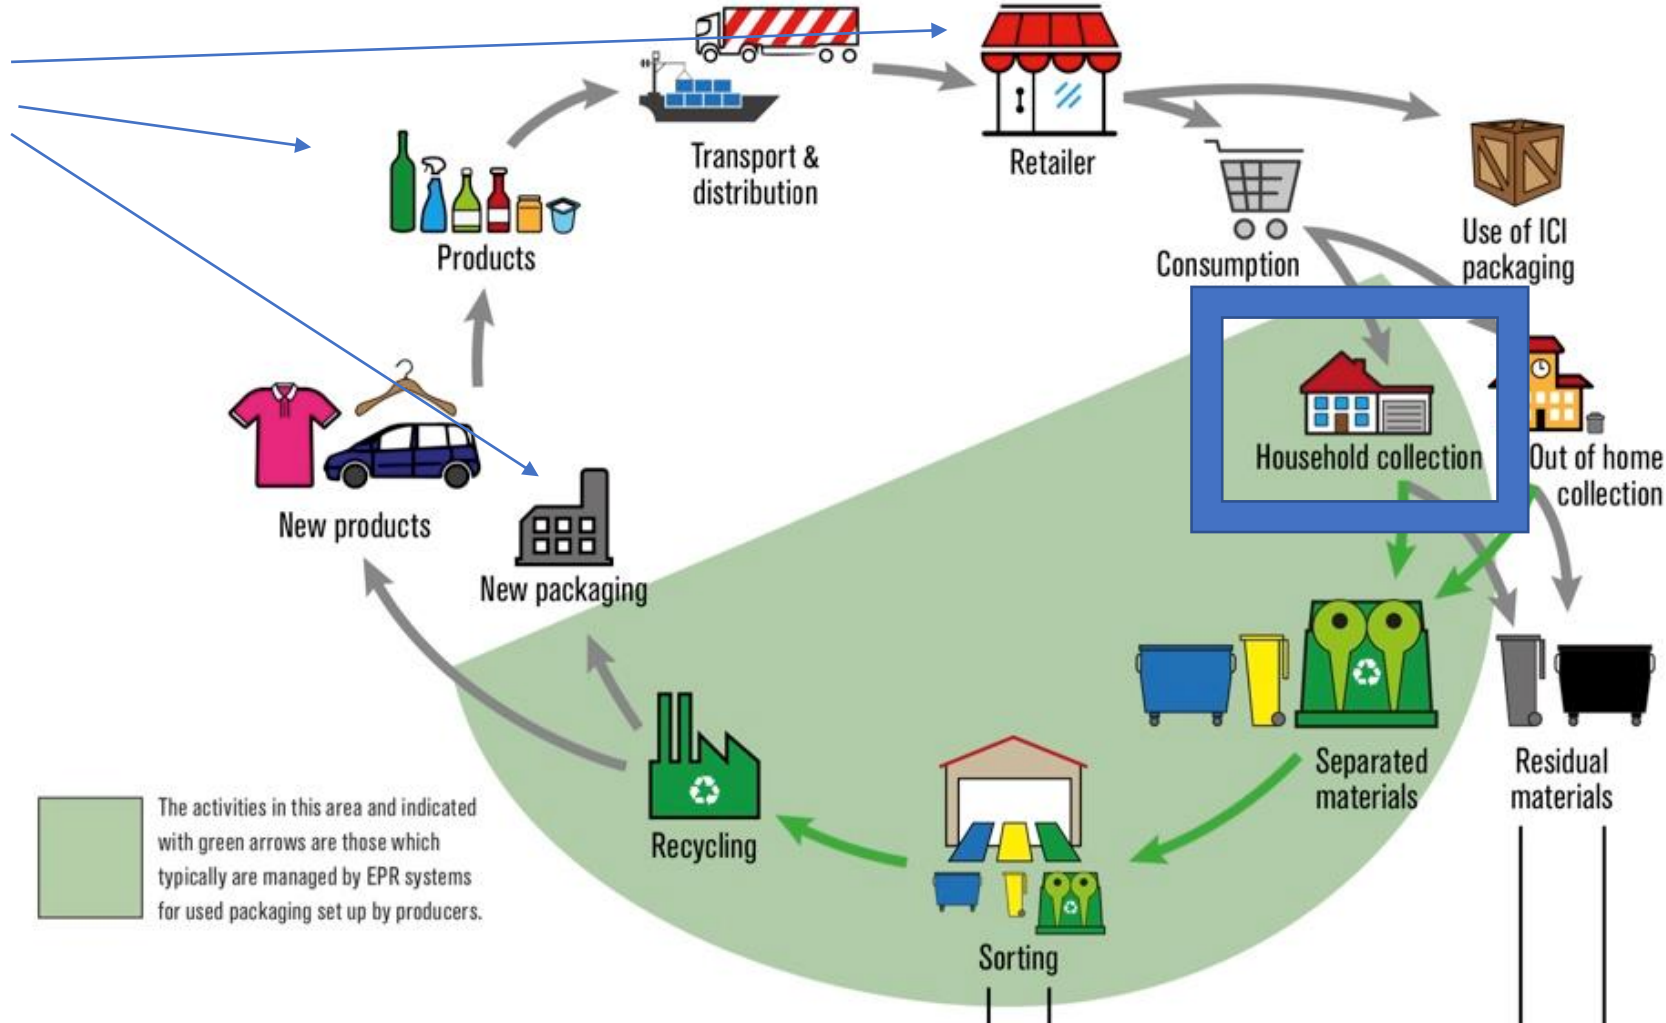 Transport &
distribution
Retailer
Products
Consumption
Use of ICI
packaging
Household collection
Out of home
collection
New products
New packaging
Separated
materials
Residual
materials
Recycling
Sorting
The activities in this area and indicated
with green arrows are those which
typically are managed by EPR systems
for used packaging set up by producers.